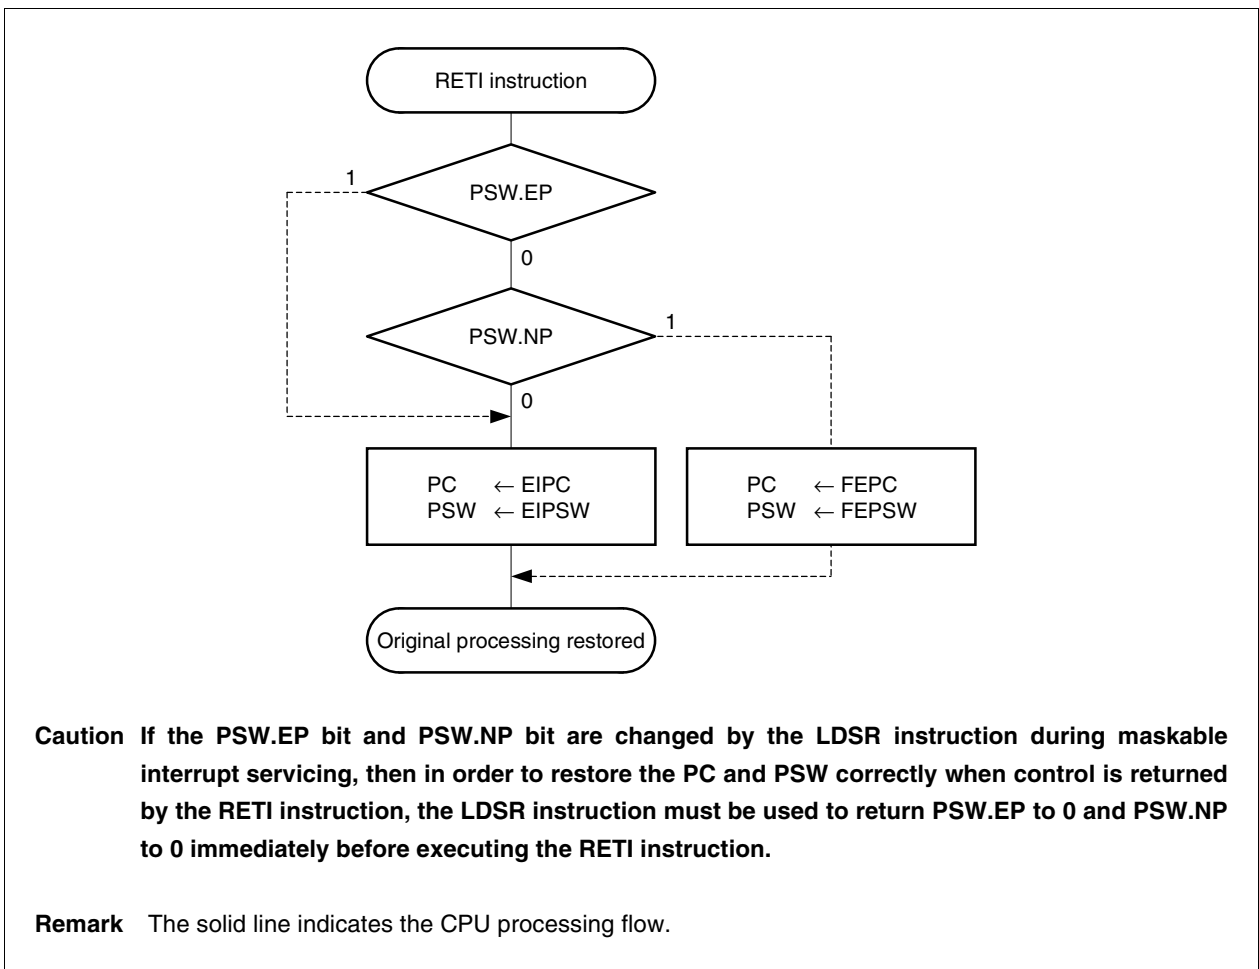 RETI instruction
1
PSW.EP
0
PSW.NP
1
0
PC ← EIPC
PSW ← EIPSW
PC ← FEPC
PSW ← FEPSW
Original processing restored
Caution If the PSW.EP bit and PSW.NP bit are changed by the LDSR instruction during maskable
interrupt servicing, then in order to restore the PC and PSW correctly when control is returned
by the RETI instruction, the LDSR instruction must be used to return PSW.EP to 0 and PSW.NP
to 0 immediately before executing the RETI instruction.
Remark The solid line indicates the CPU processing flow.